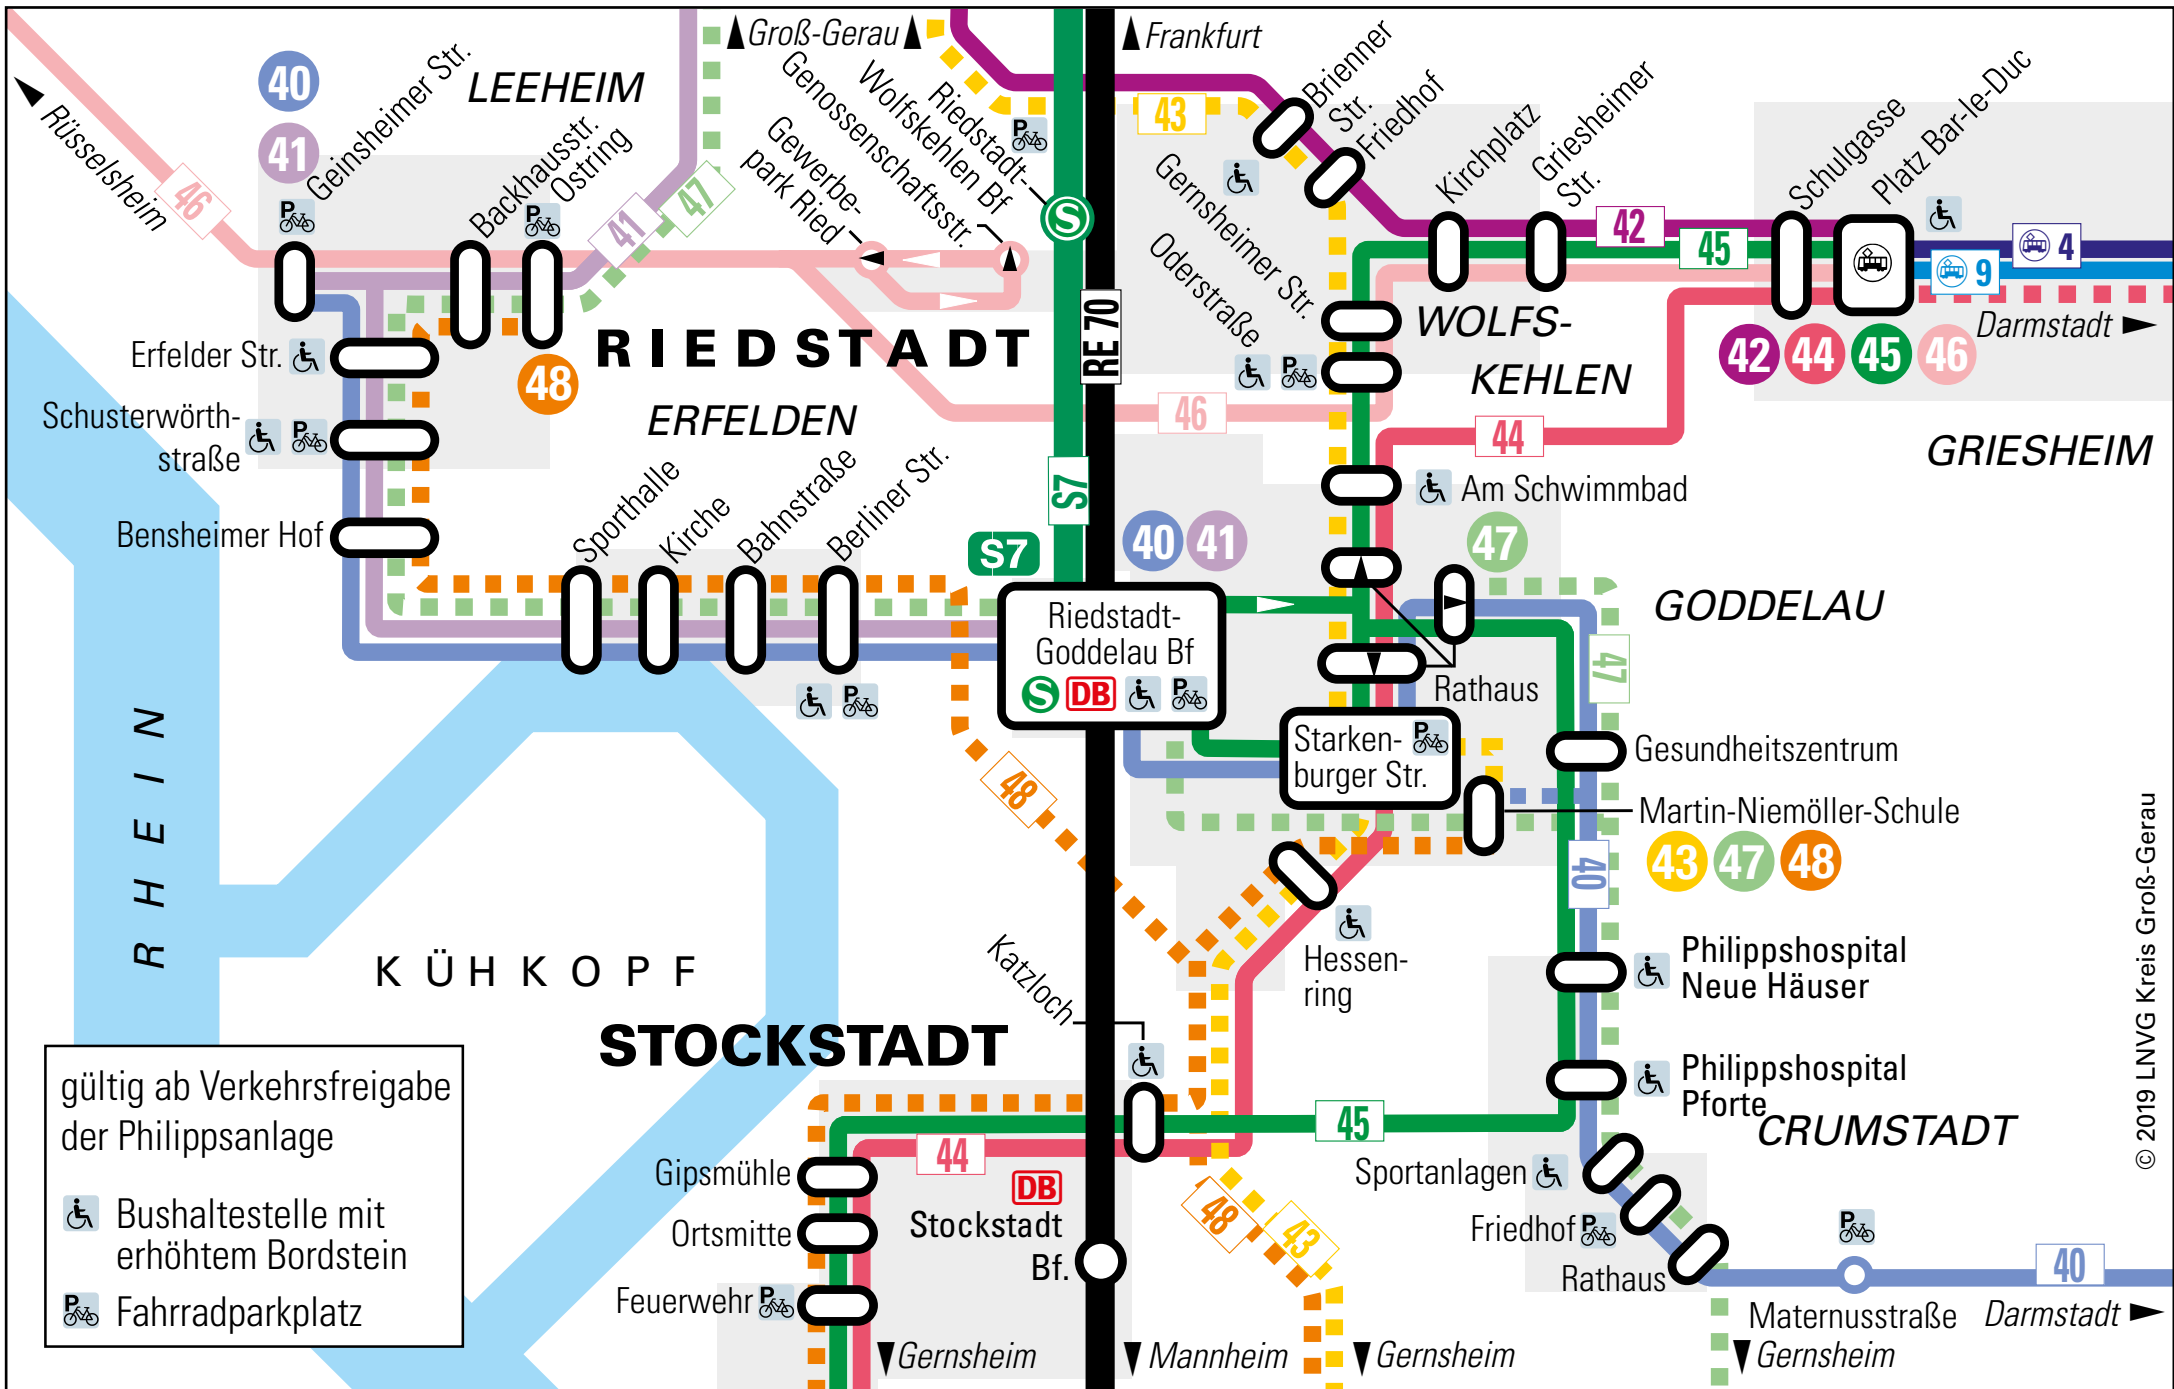 Groß-Gerau
Frankfurt
40
41
Geinsheimer Str.
LEEHEIM
Rüsselsheim
46
Backhausstr.
Ostring
41
47
Gewerbe-
park Ried
Genossenschaftsstr.
Riedstadt-
Wolfskehlen Bf
S
43
Brienner
Str.
Friedhof
Kirchplatz
Griesheimer
Str.
42
45
Schulgasse
Platz Bar-le-Duc
4
9
Darmstadt
42 44 45 46
GRIESHEIM
Gernsheimer Str.
Oderstraße
WOLFS-
KEHLEN
RIEDSTADT
RE 70
Erfelder Str.
48
Schusterwörth-
straße
ERFELDEN
46
44
Bensheimer Hof
Sporthalle
Kirche
Bahnstraße
Berliner Str.
S7
S7
40 41
Am Schwimmbad
47
GODDELAU
Riedstadt-
Goddelau Bf
S DB
Rathaus
47
Starken-
burger Str.
Gesundheitszentrum
Martin-Niemöller-Schule
43 47 48
48
40
RHEIN
KÜHKOPF
Hessen-
ring
Philippshospital
Neue Häuser
Katzloch
STOCKSTADT
Philippshospital
Pforte
CRUMSTADT
45
44
Gipsmühle
Ortsmitte
Feuerwehr
DB
Stockstadt
Bf.
48
43
Sportanlagen
Friedhof
Rathaus
40
Maternusstraße
Darmstadt
Gernsheim
Mannheim
Gernsheim
Gernsheim
gültig ab Verkehrsfreigabe
der Philippsanlage
Bushaltestelle mit
erhöhtem Bordstein
P Fahrradparkplatz
© 2019 LNVG Kreis Groß-Gerau